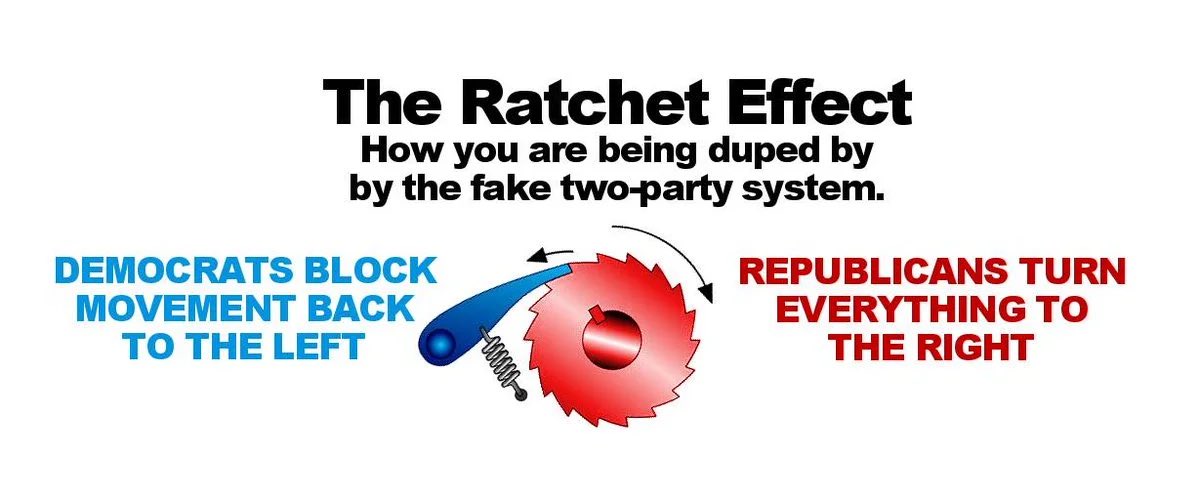 The Ratchet Effect
How you are being duped by
by the fake two-party system.
DEMOCRATS BLOCK
MOVEMENT BACK
TO THE LEFT
REPUBLICANS TURN
EVERYTHING TO
THE RIGHT